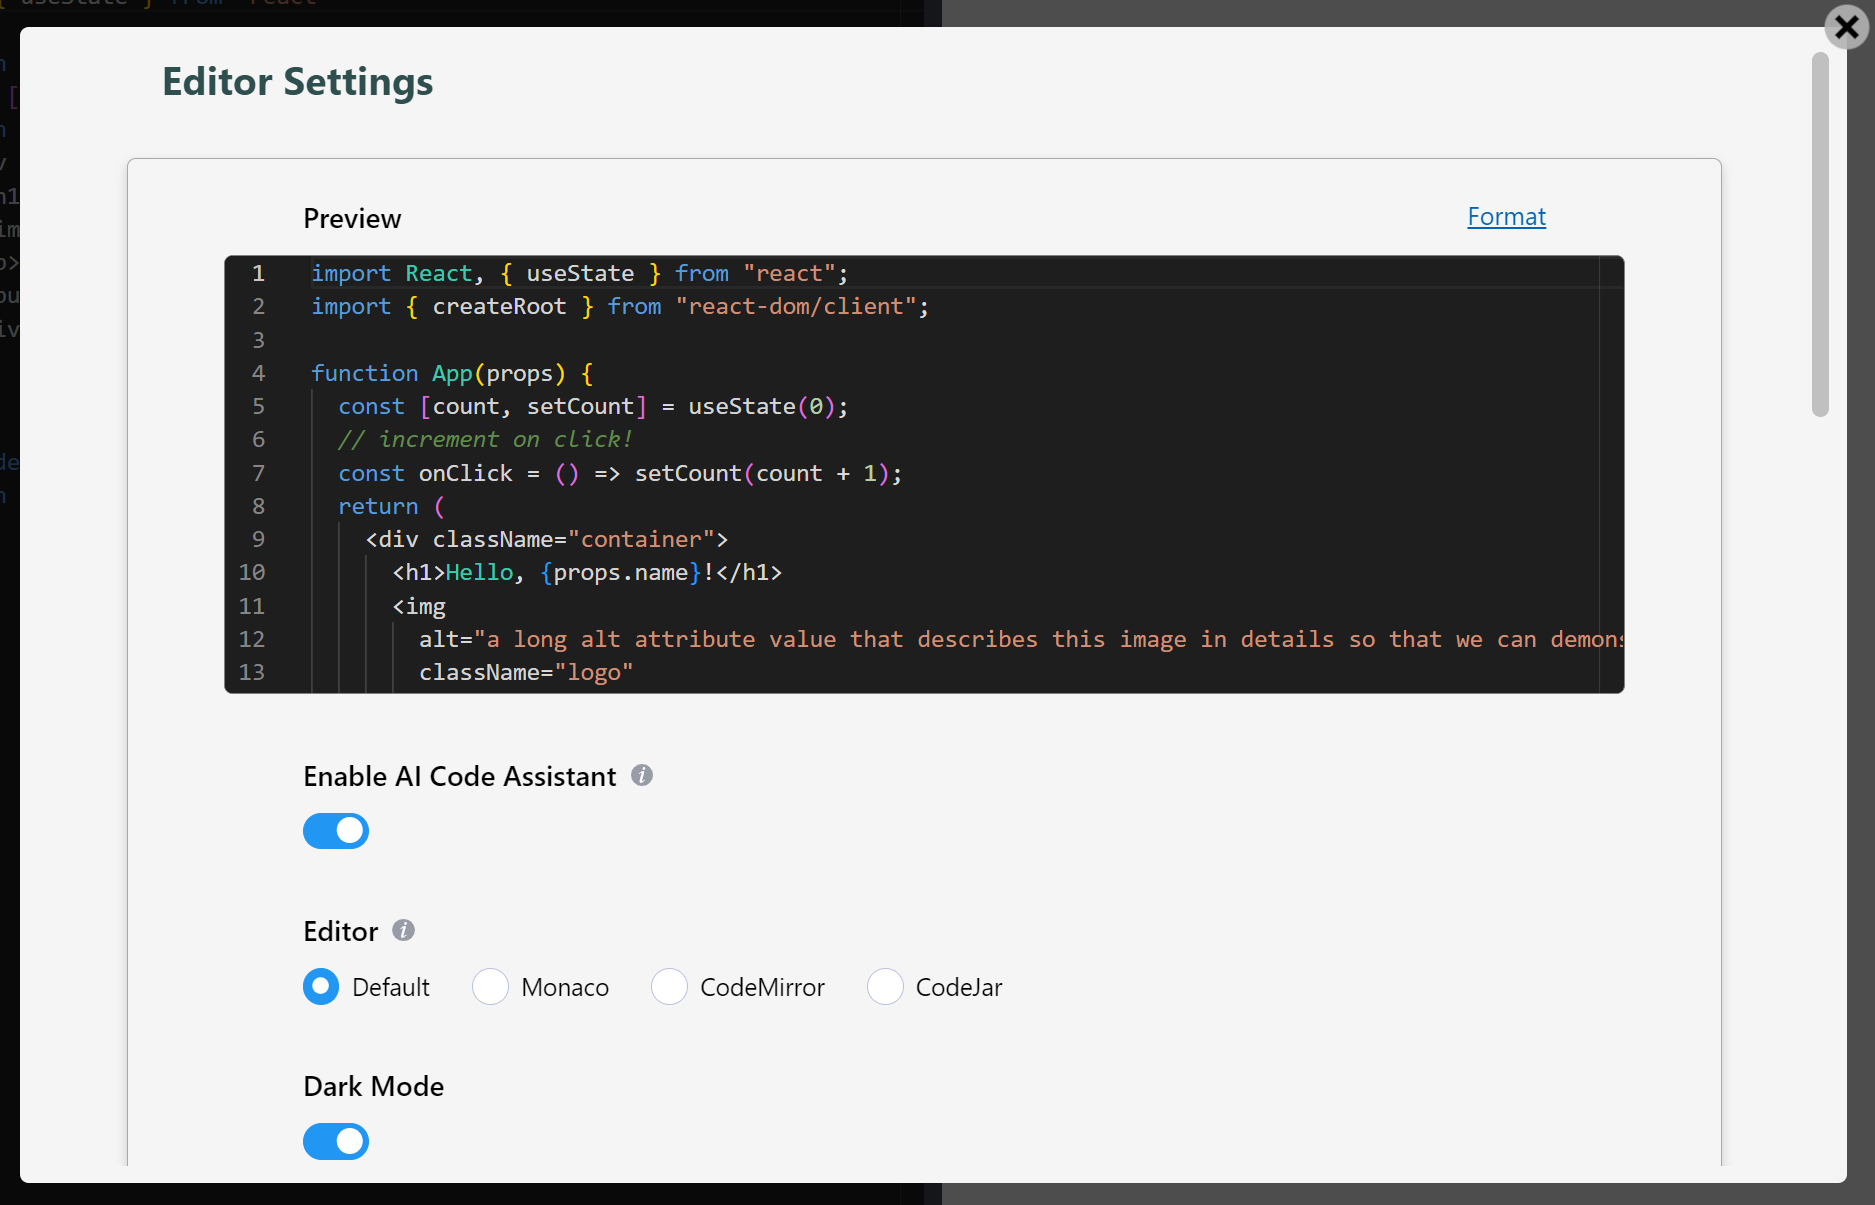 { useState } from "react"
Editor Settings
Preview
Format
1 import React, { useState } from "react";
2 import { createRoot } from "react-dom/client";
3
4 function App(props) {
5 const [count, setCount] = useState(0);
6 // increment on click!
7 const onClick = () => setCount(count + 1);
8 return (
9 <div className="container">
10 <h1>Hello, {props.name}!</h1>
11 <img
12 alt="a long alt attribute value that describes this image in details so that we can demons
13 className="logo"
Enable AI Code Assistant
Editor
Default Monaco CodeMirror CodeJar
Dark Mode